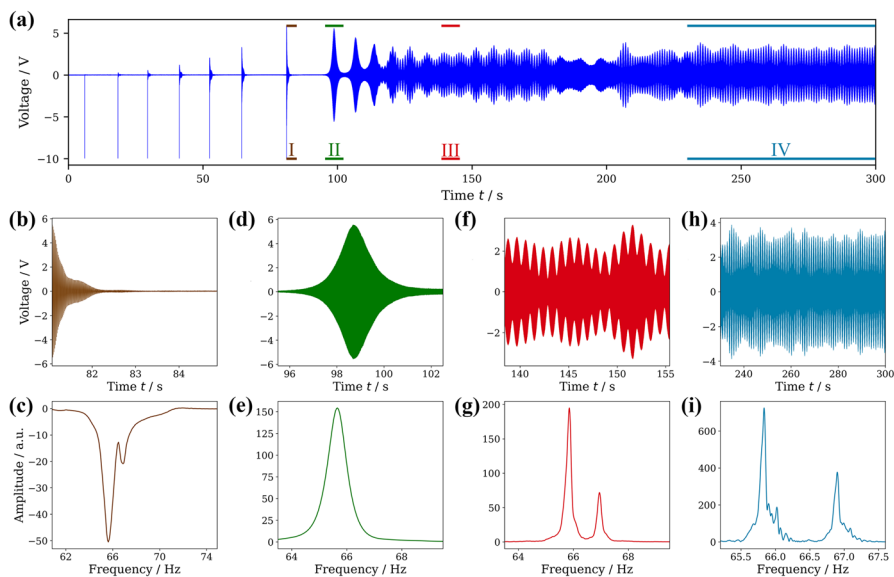 (a)
Voltage / V
5
0
−5
−10
I
II
III
IV
0 50 100 150 200 250 300
Time t / s
(b)
Voltage / V
6
4
2
0
−2
−4
−6
82 83 84
Time t / s
(d)
6
4
2
0
−2
−4
−6
96 98 100 102
Time t / s
(f)
2
0
−2
140 145 150 155
Time t / s
(h)
4
2
0
−2
−4
240 260 280 300
Time t / s
(c)
Amplitude / a.u.
0
−10
−20
−30
−40
−50
62 66 70 74
Frequency / Hz
(e)
150
125
100
75
50
25
0
64 66 68
Frequency / Hz
(g)
200
150
100
50
0
64 66 68
Frequency / Hz
(i)
600
400
200
0
65.5 66.0 66.5 67.0 67.5
Frequency / Hz